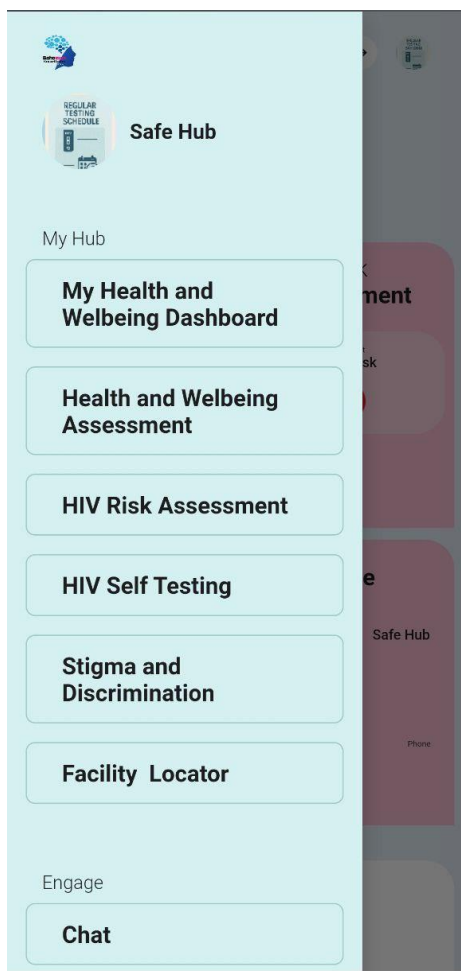 REGULAR
TESTING
SCHEDULE
Safe Hub
My Hub
My Health and
Welbeing Dashboard
Health and Welbeing
Assessment
HIV Risk Assessment
HIV Self Testing
Stigma and
Discrimination
Facility Locator
Engage
Chat
ment
sk
e
Safe Hub
Phone